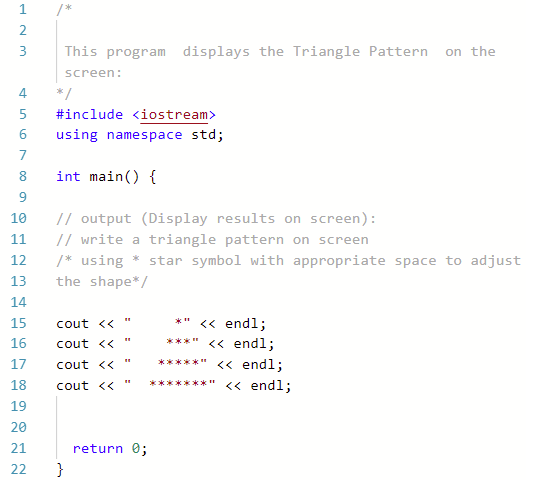 1 /*
2
3  This program  displays the Triangle Pattern  on the
 screen:
4 */
5 #include <iostream>
6 using namespace std;
7
8 int main() {
9
10 // output (Display results on screen):
11 // write a triangle pattern on screen
12 /* using * star symbol with appropriate space to adjust
13 the shape*/
14
15 cout << "     *" << endl;
16 cout << "    ***" << endl;
17 cout << "   *****" << endl;
18 cout << "  *******" << endl;
19
20
21   return 0;
22 }